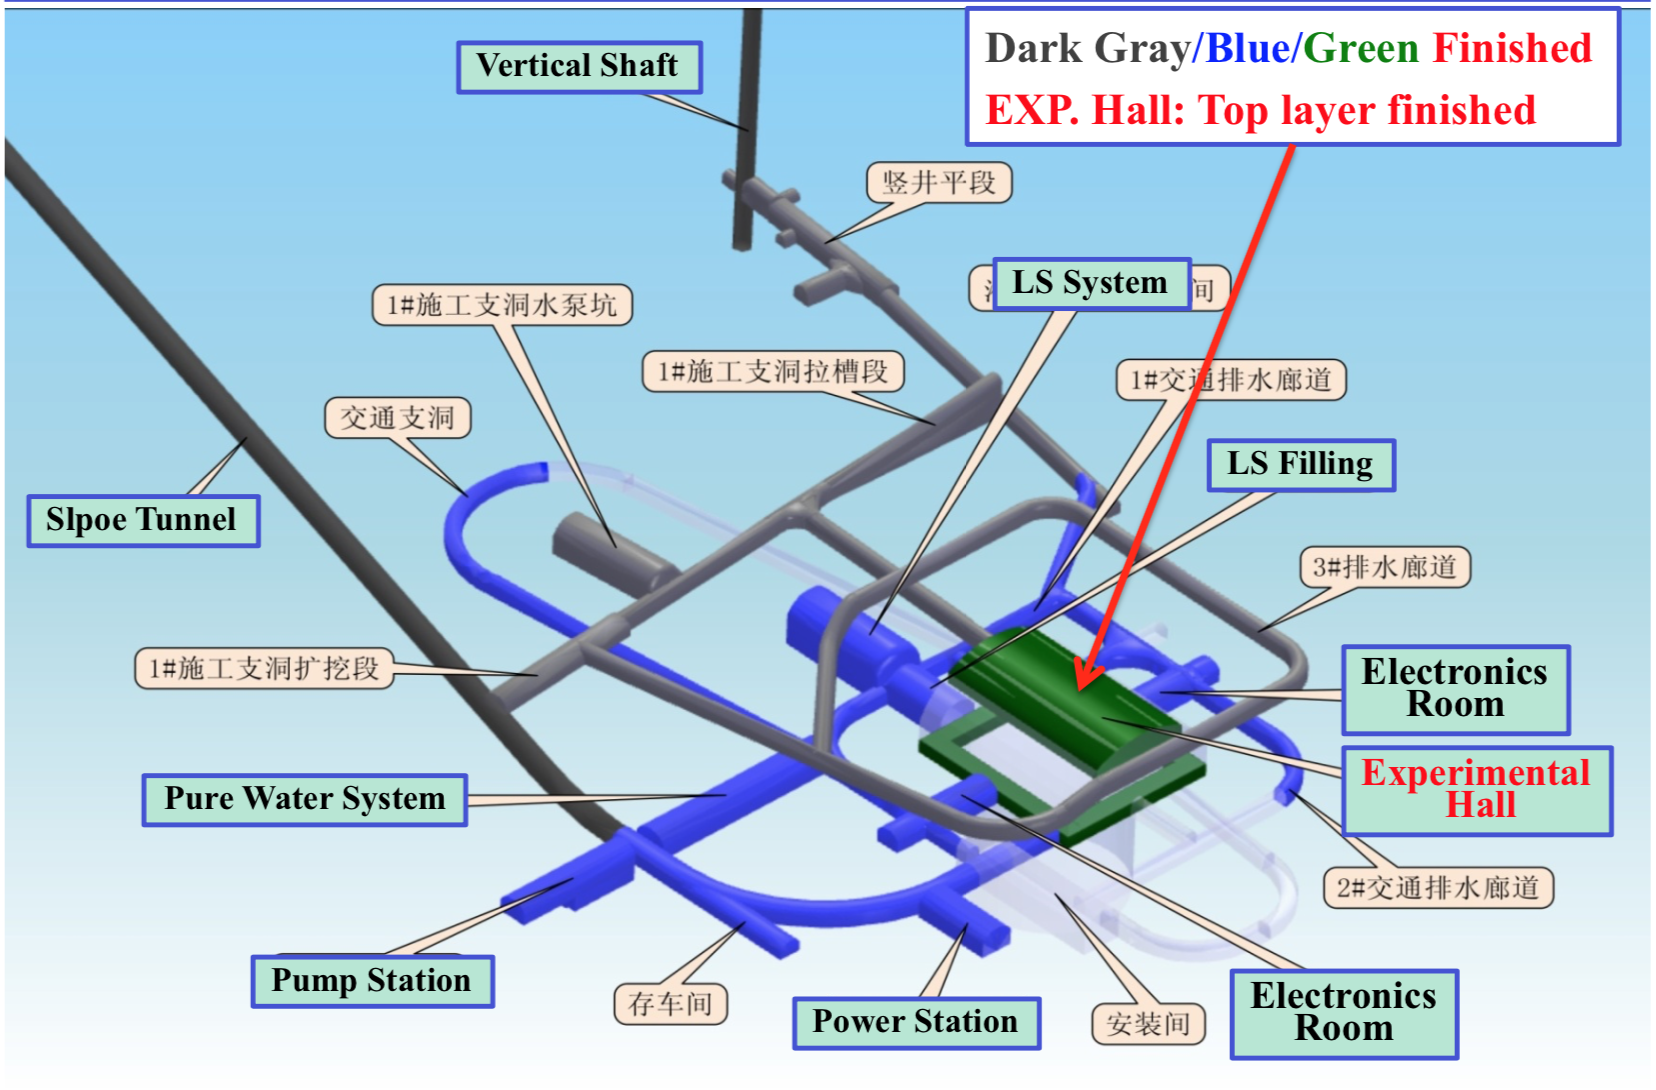 Dark Gray/Blue/Green Finished
EXP. Hall: Top layer finished
Vertical Shaft
竖井平段
LS System
间
1#施工支洞水泵坑
1#施工支洞拉槽段
1#交通排水廊道
交通支洞
LS Filling
Slpoe Tunnel
3#排水廊道
1#施工支洞扩挖段
Electronics
Room
Experimental
Hall
Pure Water System
2#交通排水廊道
Pump Station
存车间
Power Station
安装间
Electronics
Room